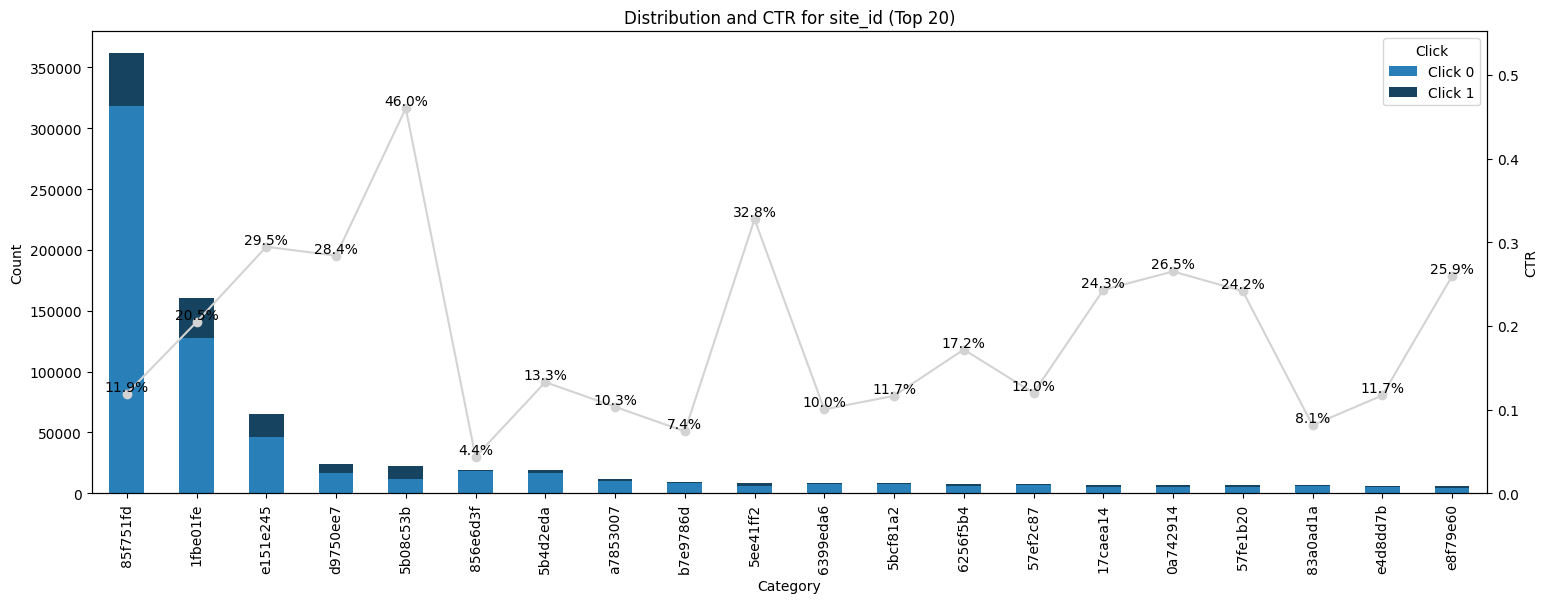 Distribution and CTR for site_id (Top 20)
Click
Click 0
Click 1
Count
350000
300000
250000
200000
150000
100000
50000
0
11.9%
20.5%
29.5%
28.4%
46.0%
4.4%
13.3%
10.3%
7.4%
32.8%
10.0%
11.7%
17.2%
12.0%
24.3%
26.5%
24.2%
8.1%
11.7%
25.9%
0.5
0.4
0.3
0.2
0.1
0.0
CTR
85f751fd
1fbe01fe
e151e245
d9750ee7
5b08c53b
856e6d3f
5b4d2eda
a7853007
b7e9786d
5ee41ff2
6399eda6
5bcf81a2
6256f5b4
57ef2c87
17caea14
0a742914
57fe1b20
83a0ad1a
e4d8dd7b
e8f79e60
Category